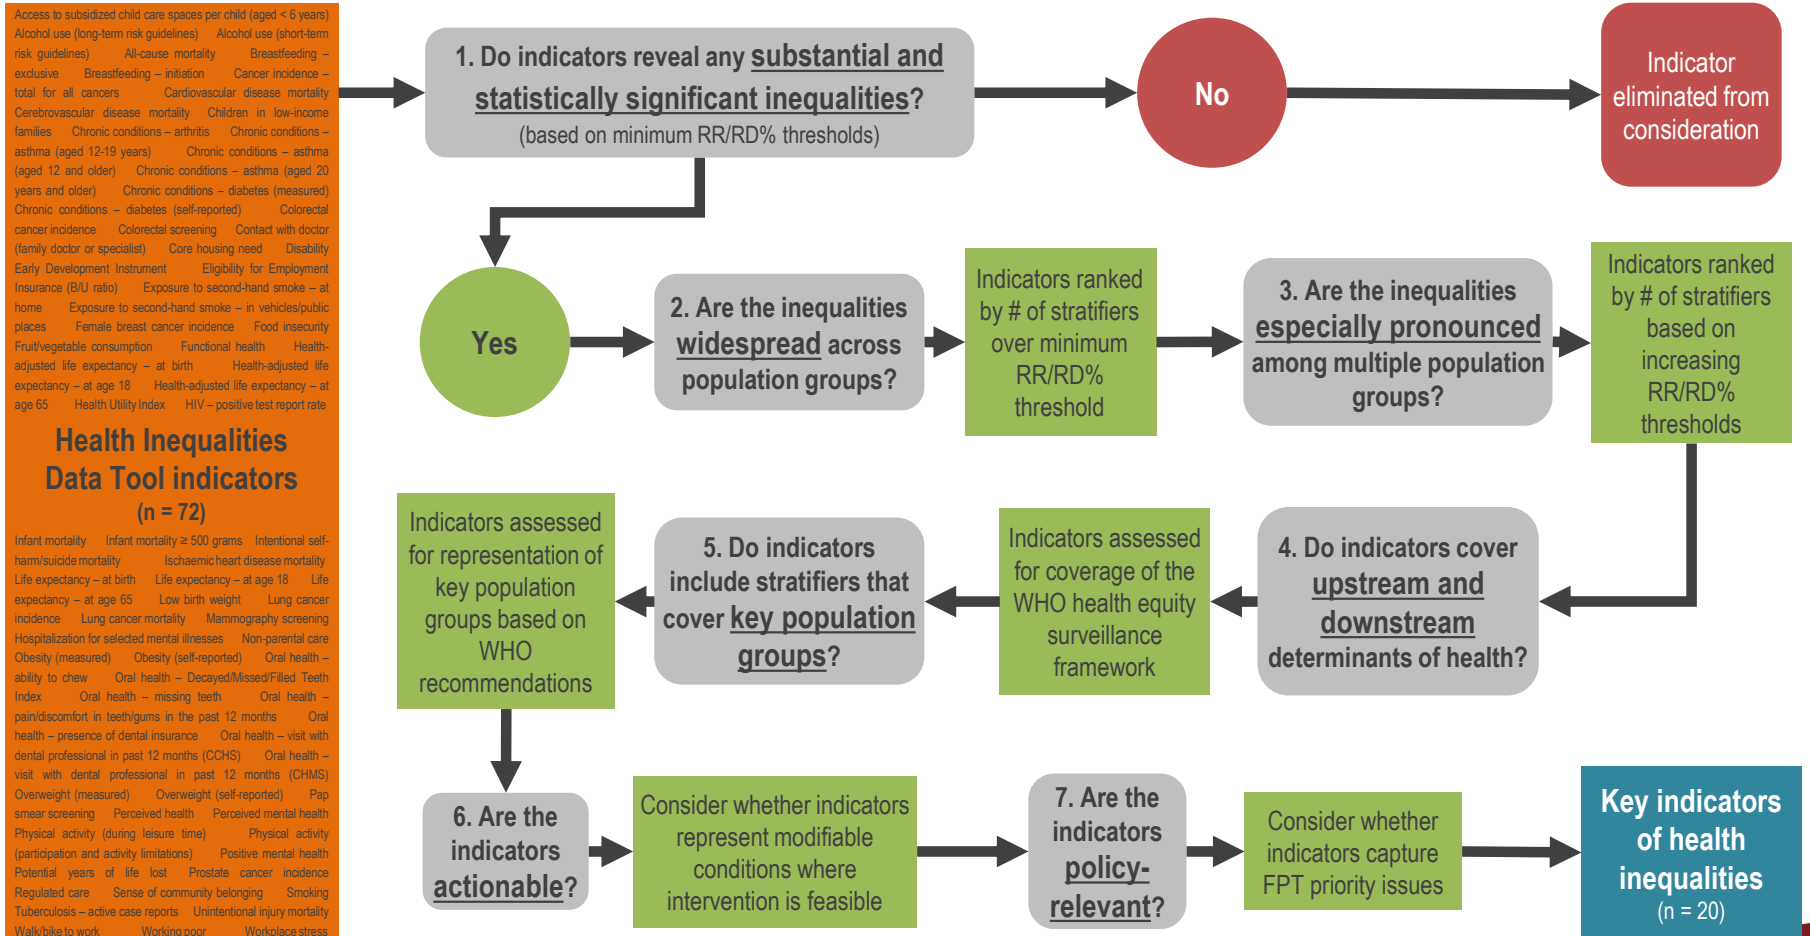 Access to subsidized child care spaces per child (aged < 6 years)
Alcohol use (long-term risk guidelines) Alcohol use (short-term
risk guidelines) All-cause mortality Breastfeeding –
exclusive Breastfeeding – initiation Cancer incidence –
total for all cancers Cardiovascular disease mortality
Cerebrovascular disease mortality Children in low-income
families Chronic conditions – arthritis Chronic conditions –
asthma (aged 12-19 years) Chronic conditions – asthma
(aged 12 and older) Chronic conditions – asthma (aged 20
years and older) Chronic conditions – diabetes (measured)
Chronic conditions – diabetes (self-reported) Colorectal
cancer incidence Colorectal screening Contact with doctor
(family doctor or specialist) Core housing need Disability
Early Development Instrument Eligibility for Employment
Insurance (B/U ratio) Exposure to second-hand smoke – at
home Exposure to second-hand smoke – in vehicles/public
places Female breast cancer incidence Food insecurity
Fruit/vegetable consumption Functional health Health-
adjusted life expectancy – at birth Health-adjusted life
expectancy – at age 18 Health-adjusted life expectancy – at
age 65 Health Utility Index HIV – positive test report rate
Health Inequalities
Data Tool indicators
(n = 72)
Infant mortality Infant mortality ≥ 500 grams Intentional self-
harm/suicide mortality Ischaemic heart disease mortality
Life expectancy – at birth Life expectancy – at age 18 Life
expectancy – at age 65 Low birth weight Lung cancer
incidence Lung cancer mortality Mammography screening
Hospitalization for selected mental illnesses Non-parental care
Obesity (measured) Obesity (self-reported) Oral health –
ability to chew Oral health – Decayed/Missed/Filled Teeth
Index Oral health – missing teeth Oral health –
pain/discomfort in teeth/gums in the past 12 months Oral
health – presence of dental insurance Oral health – visit with
dental professional in past 12 months (CCHS) Oral health –
visit with dental professional in past 12 months (CHMS)
Overweight (measured) Overweight (self-reported) Pap
smear screening Perceived health Perceived mental health
Physical activity (during leisure time) Physical activity
(participation and activity limitations) Positive mental health
Potential years of life lost Prostate cancer incidence
Regulated care Sense of community belonging Smoking
Tuberculosis – active case reports Unintentional injury mortality
Walk/bike to work Working poor Workplace stress
1. Do indicators reveal any substantial and
statistically significant inequalities?
(based on minimum RR/RD% thresholds)
No
Indicator
eliminated from
consideration
Yes
2. Are the inequalities
widespread across
population groups?
Indicators ranked
by # of stratifiers
over minimum
RR/RD%
threshold
3. Are the inequalities
especially pronounced
among multiple population
groups?
Indicators ranked
by # of stratifiers
based on
increasing
RR/RD%
thresholds
4. Do indicators cover
upstream and
downstream
determinants of health?
Indicators assessed
for coverage of the
WHO health equity
surveillance
framework
5. Do indicators
include stratifiers that
cover key population
groups?
Indicators assessed
for representation of
key population
groups based on
WHO
recommendations
6. Are the
indicators
actionable?
Consider whether indicators
represent modifiable
conditions where
intervention is feasible
7. Are the
indicators
policy-
relevant?
Consider whether
indicators capture
FPT priority issues
Key indicators
of health
inequalities
(n = 20)